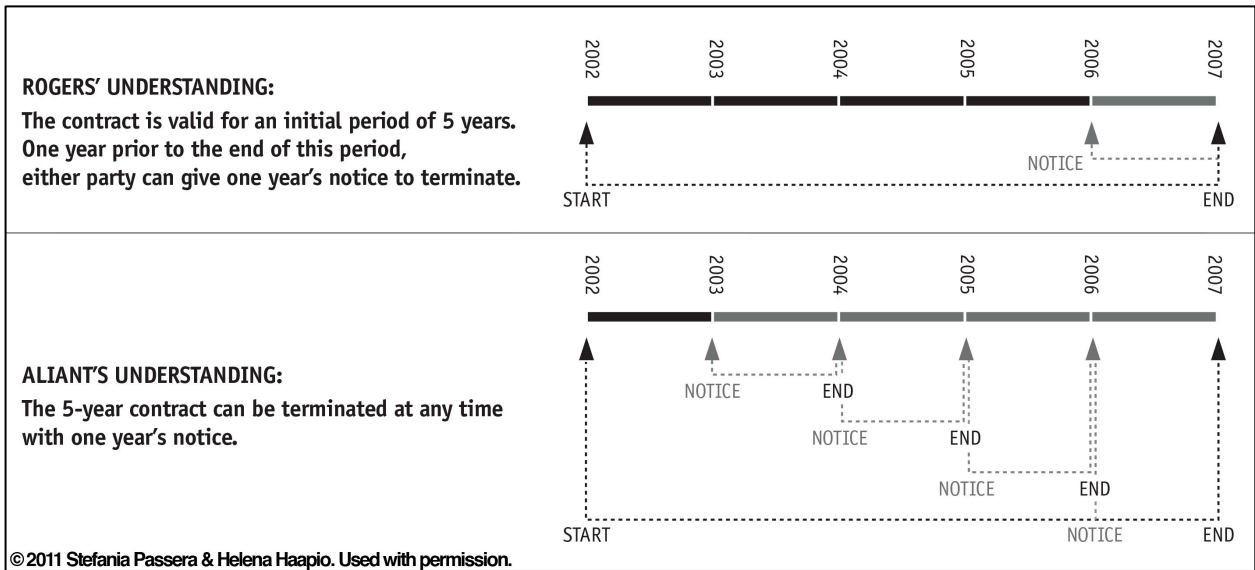 2002 2003 2004 2005 2006 2007
ROGERS’ UNDERSTANDING:
The contract is valid for an initial period of 5 years.
One year prior to the end of this period,
either party can give one year’s notice to terminate.
NOTICE
START END
2002 2003 2004 2005 2006 2007
ALIANT’S UNDERSTANDING:
The 5-year contract can be terminated at any time
with one year’s notice.
NOTICE END
NOTICE END
NOTICE END
START NOTICE END
©2011 Stefania Passera & Helena Haapio. Used with permission.